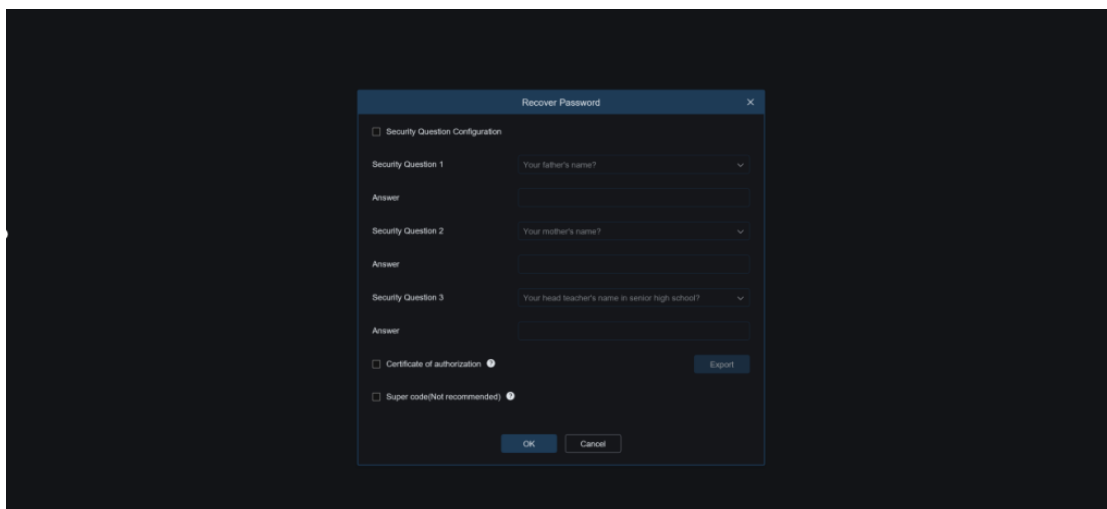 Recover Password
Security Question Configuration
Security Question 1 Your father's name?
Answer
Security Question 2 Your mother's name?
Answer
Security Question 3 Your head teacher's name in senior high school?
Answer
Certificate of authorization ? Export
Super code(Not recommended) ?
OK Cancel